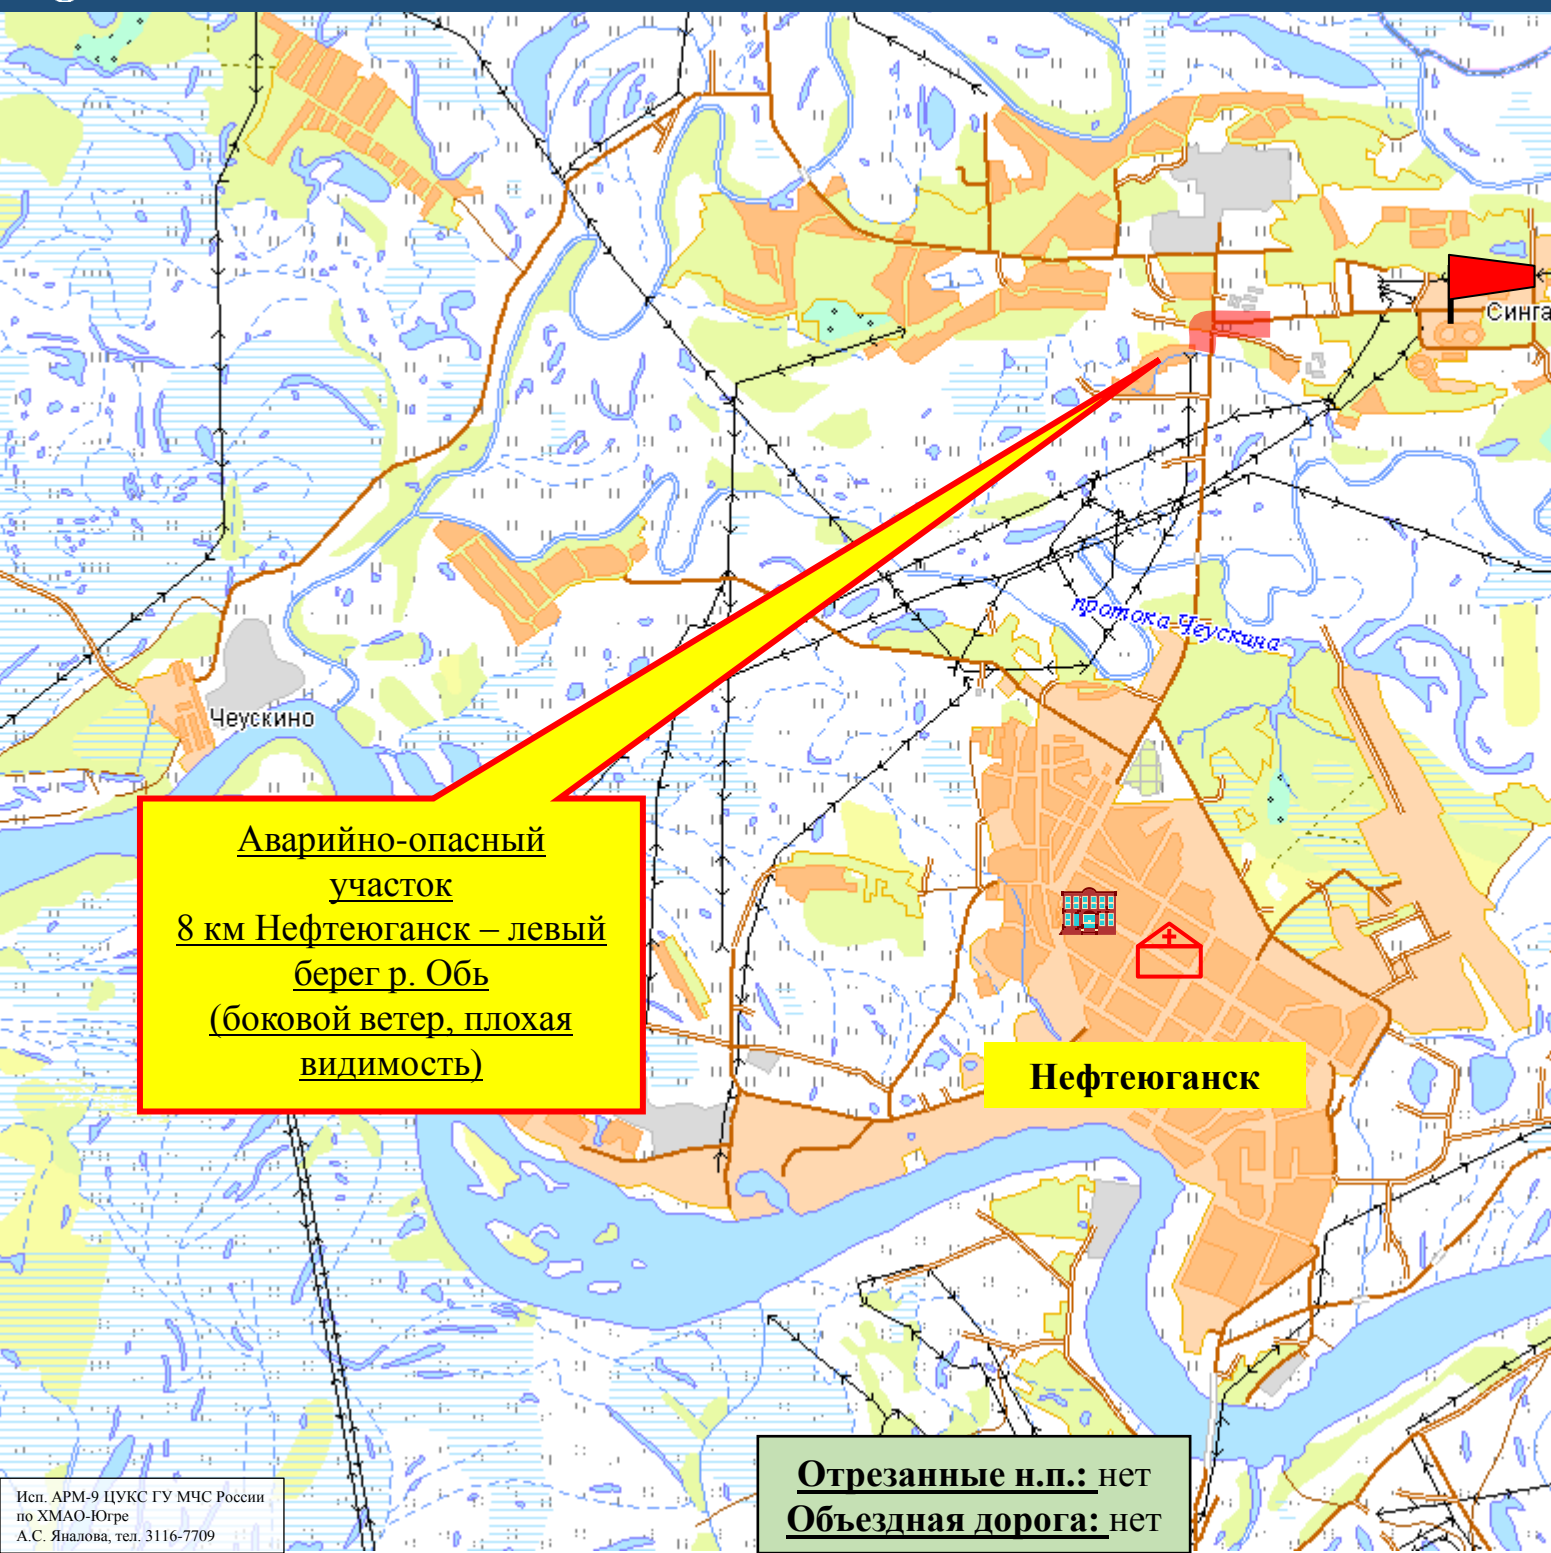 Синга
протока Чеускина
Чеускино
Аварийно-опасный
участок
8 км Нефтеюганск – левый
берег р. Обь
(боковой ветер, плохая
видимость)
Нефтеюганск
Отрезанные н.п.: нет
Объездная дорога: нет
Исп. АРМ-9 ЦУКС ГУ МЧС России
по ХМАО-Югре
А.С. Яналова, тел. 3116-7709